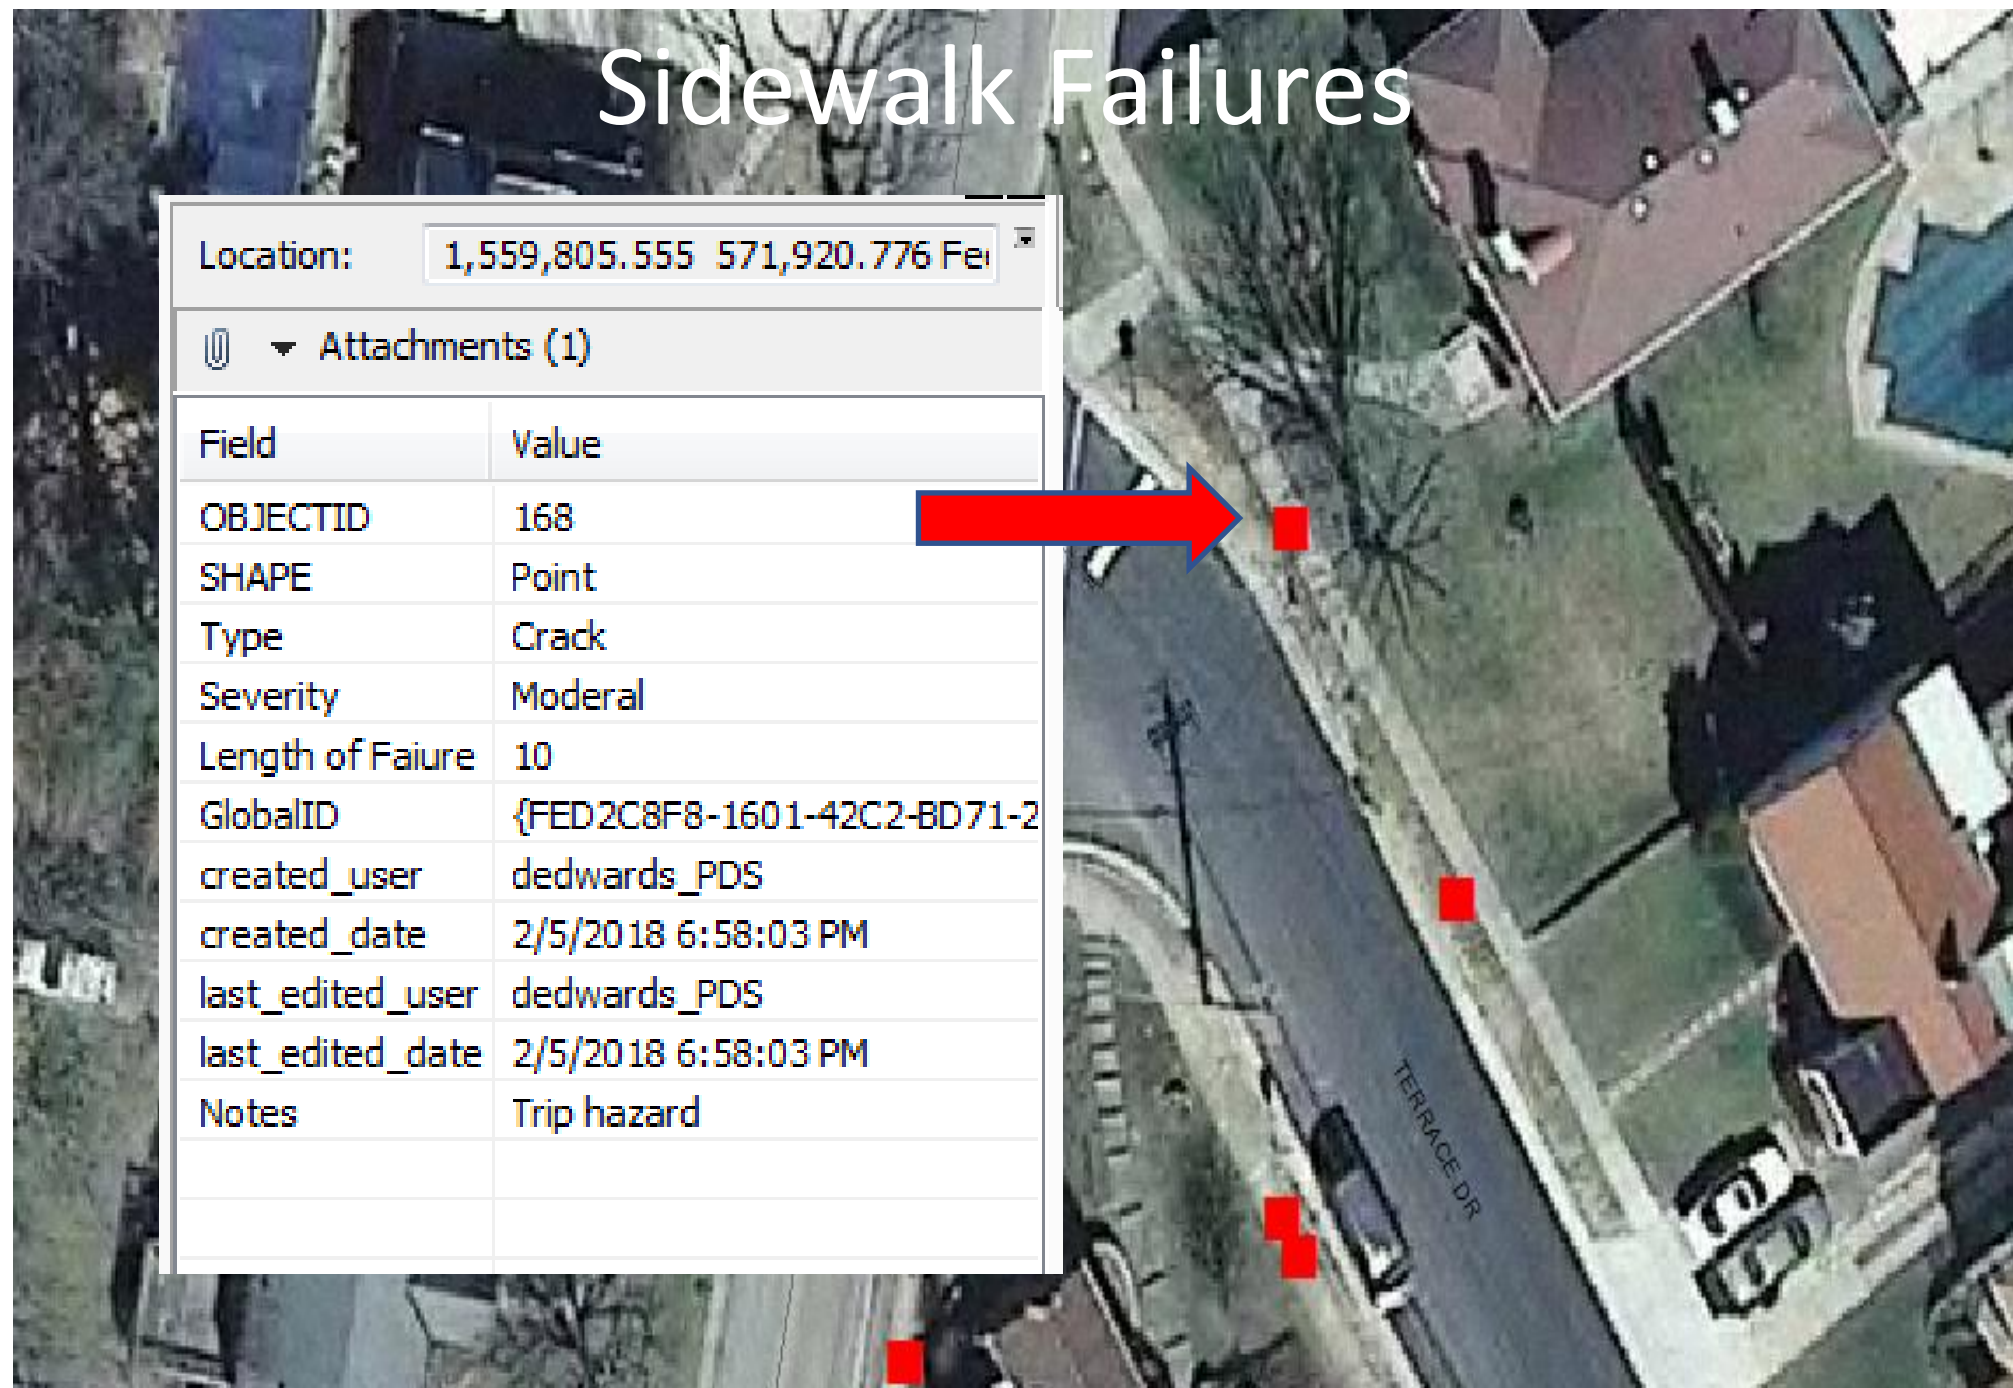 Sidewalk Failures
Location: 1,559,805.555 571,920.776 Fee
Attachments (1)
Field Value
OBJECTID 168
SHAPE Point
Type Crack
Severity Moderal
Length of Faiure 10
GlobalID {FED2C8F8-1601-42C2-BD71-2
created_user dedwards_PDS
created_date 2/5/2018 6:58:03 PM
last_edited_user dedwards_PDS
last_edited_date 2/5/2018 6:58:03 PM
Notes Trip hazard
TERRACE DR